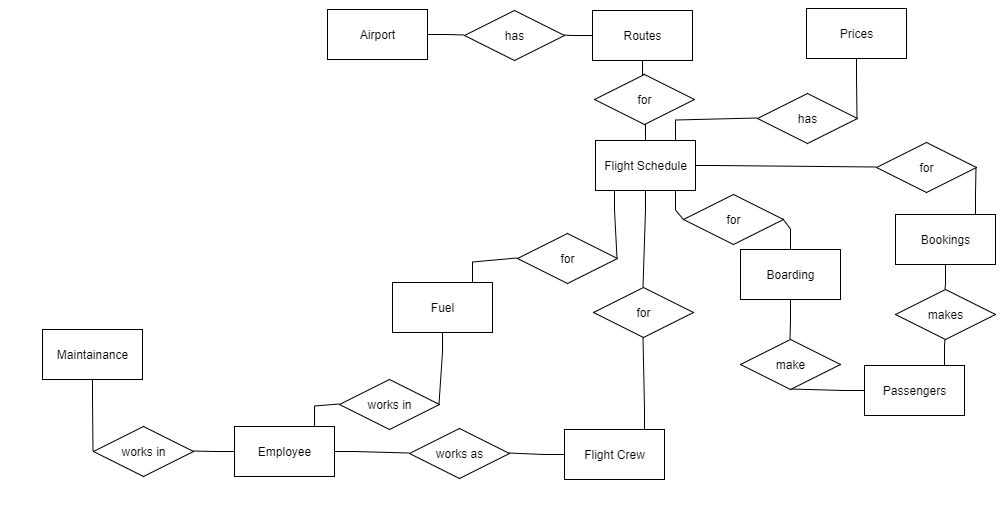 Airport
has
Routes
Prices
for
has
Flight Schedule
for
for
Bookings
for
Boarding
Fuel
for
makes
Maintainance
make
Passengers
works in
works in
Employee
works as
Flight Crew